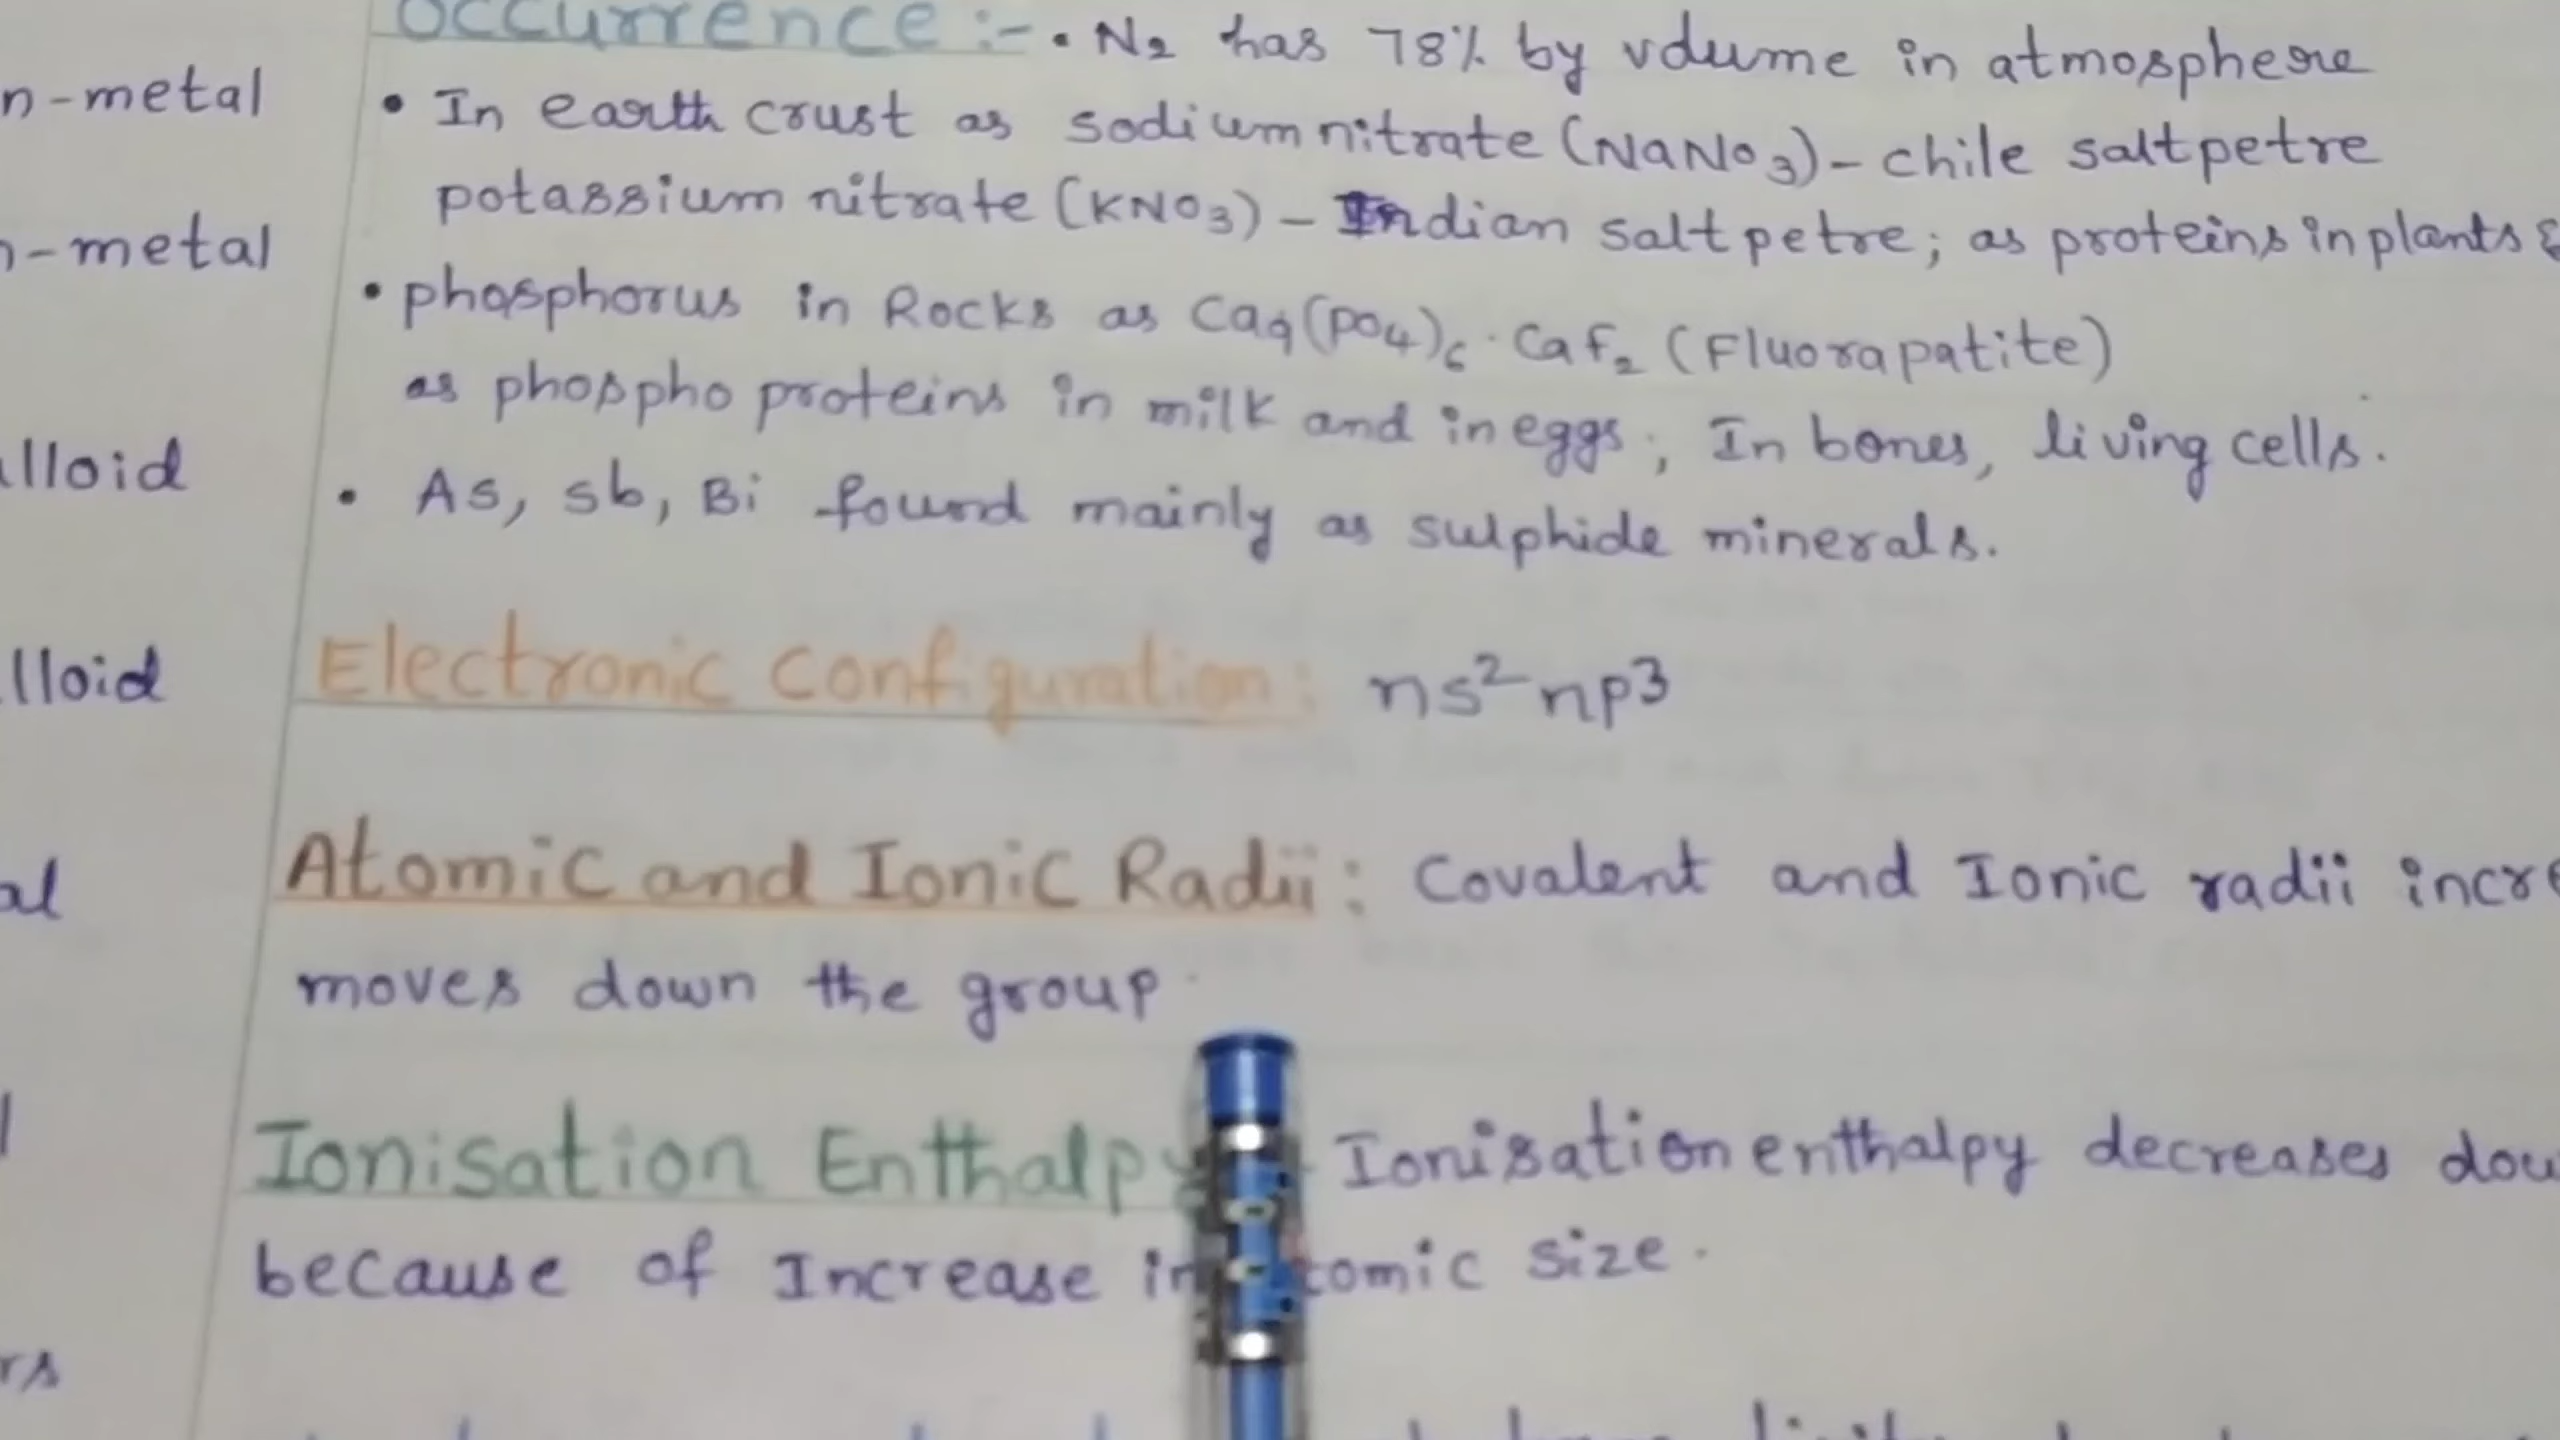 n-metal
n-metal
lloid
lloid
al
rs
Occurrence :- • N₂ has 78% by volume in atmosphere
• In earth crust as sodium nitrate (NaNO₃) - chile saltpetre
potassium nitrate (KNO₃) - Indian saltpetre; as proteins in plants &
• phosphorus in Rocks as Ca₉(PO₄)₆ · CaF₂ (Fluorapatite)
as phospho proteins in milk and in eggs; In bones, living cells.
• As, Sb, Bi found mainly as sulphide minerals.
Electronic Configuration: ns² np³
Atomic and Ionic Radii: Covalent and Ionic radii incre
moves down the group.
Ionisation Enthalpy Ionisation enthalpy decreases dow
because of Increase in atomic size.